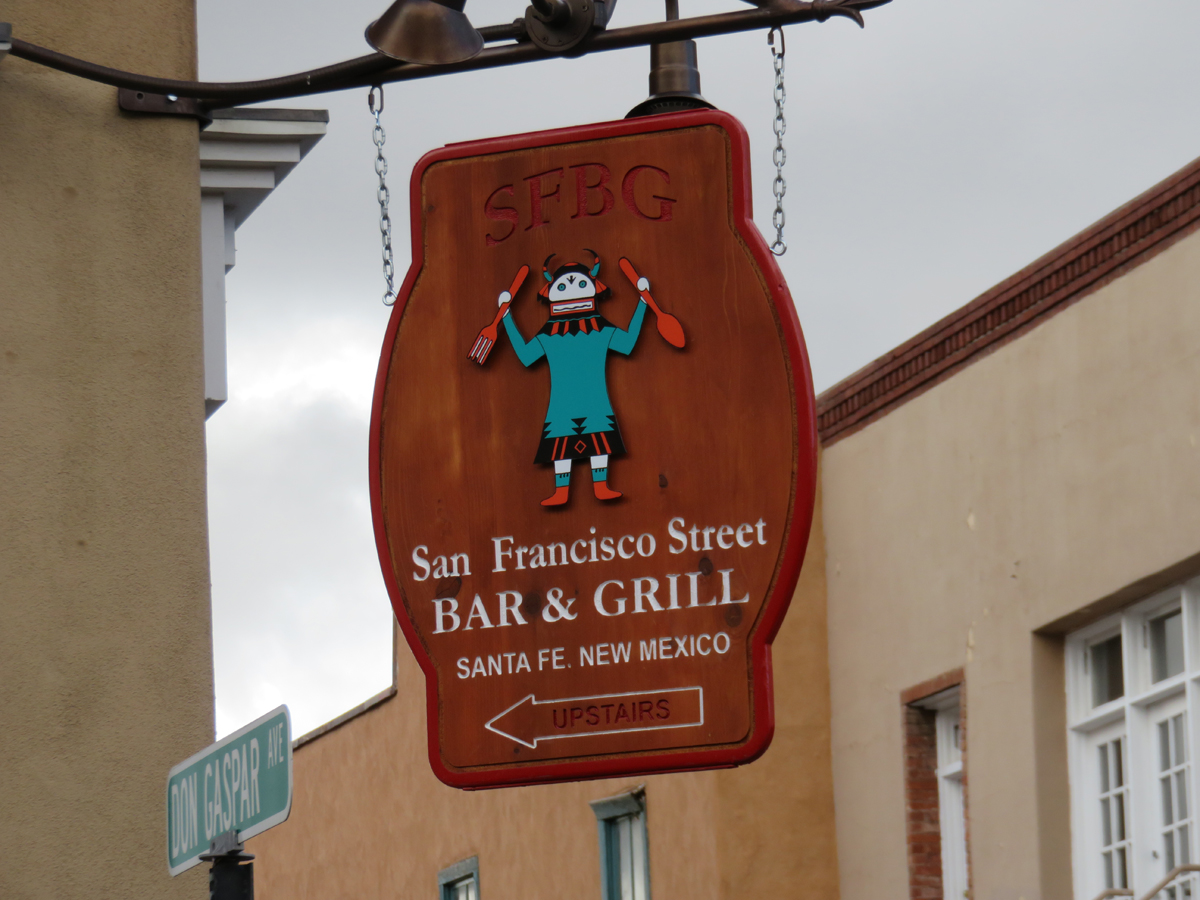 SFBG
San Francisco Street
BAR & GRILL
SANTA FE. NEW MEXICO
UPSTAIRS
DON GASPAR AVE